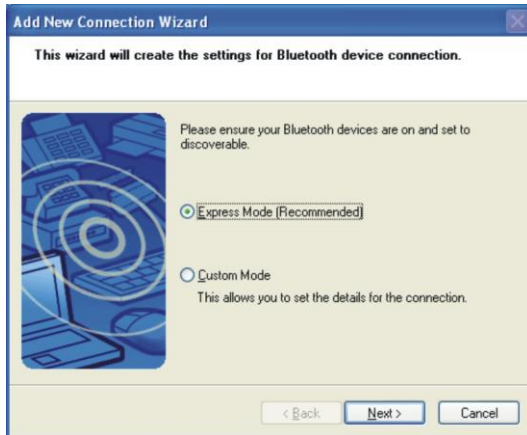 Add New Connection Wizard
This wizard will create the settings for Bluetooth device connection.
Please ensure your Bluetooth devices are on and set to
discoverable.
Express Mode (Recommended)
Custom Mode
This allows you to set the details for the connection.
< Back
Next >
Cancel